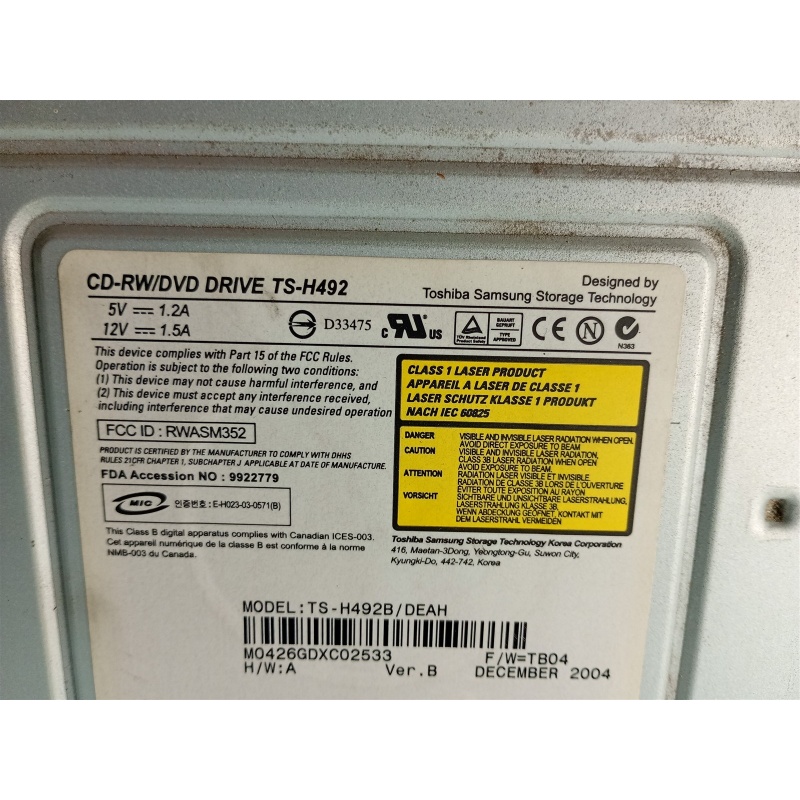 CD-RW/DVD DRIVE TS-H492
Designed by
Toshiba Samsung Storage Technology
5V ⎓ 1.2A
12V ⎓ 1.5A
D33475
c RU US
TÜV Rheinland
Product Safety
BAUART
GEPRÜFT
TYPE
APPROVED
CE
N
N363
This device complies with Part 15 of the FCC Rules.
Operation is subject to the following two conditions:
(1) This device may not cause harmful interference, and
(2) This device must accept any interference received,
including interference that may cause undesired operation
FCC ID : RWASM352
PRODUCT IS CERTIFIED BY THE MANUFACTURER TO COMPLY WITH DHHS
RULES 21CFR CHAPTER 1, SUBCHAPTER J APPLICABLE AT DATE OF MANUFACTURE.
FDA Accession NO : 9922779
MIC
인증번호 : E-H023-03-0571(B)
This Class B digital apparatus complies with Canadian ICES-003.
Cet appareil numérique de la classe B est conforme à la norme
NMB-003 du Canada.
CLASS 1 LASER PRODUCT
APPAREIL A LASER DE CLASSE 1
LASER SCHUTZ KLASSE 1 PRODUKT
NACH IEC 60825
DANGER VISIBLE AND INVISIBLE LASER RADIATION WHEN OPEN.
AVOID DIRECT EXPOSURE TO BEAM
CAUTION VISIBLE AND INVISIBLE LASER RADIATION,
CLASS 3B LASER RADIATION WHEN OPEN
AVOID EXPOSURE TO BEAM.
ATTENTION RADIATION LASER VISIBLE ET INVISIBLE
RADIATION DE CLASSE 3B LORS DE L'OUVERTURE
EVITER TOUTE EXPOSITION AU RAYON
VORSICHT SICHTBARE UND UNSICHTBARE LASERSTRAHLUNG,
LASERSTRAHLUNG KLASSE 3B,
WENN ABDECKUNG GEÖFFNET, KONTAKT MIT
DEM LASERSTRAHL VERMEIDEN
Toshiba Samsung Storage Technology Korea Corporation
416, Maetan-3Dong, Yeongtong-Gu, Suwon City,
Kyungki-Do, 442-742, Korea
MODEL:TS-H492B/DEAH
M0426GDXC02533
F/W=TB04
H/W:A
Ver.B
DECEMBER 2004